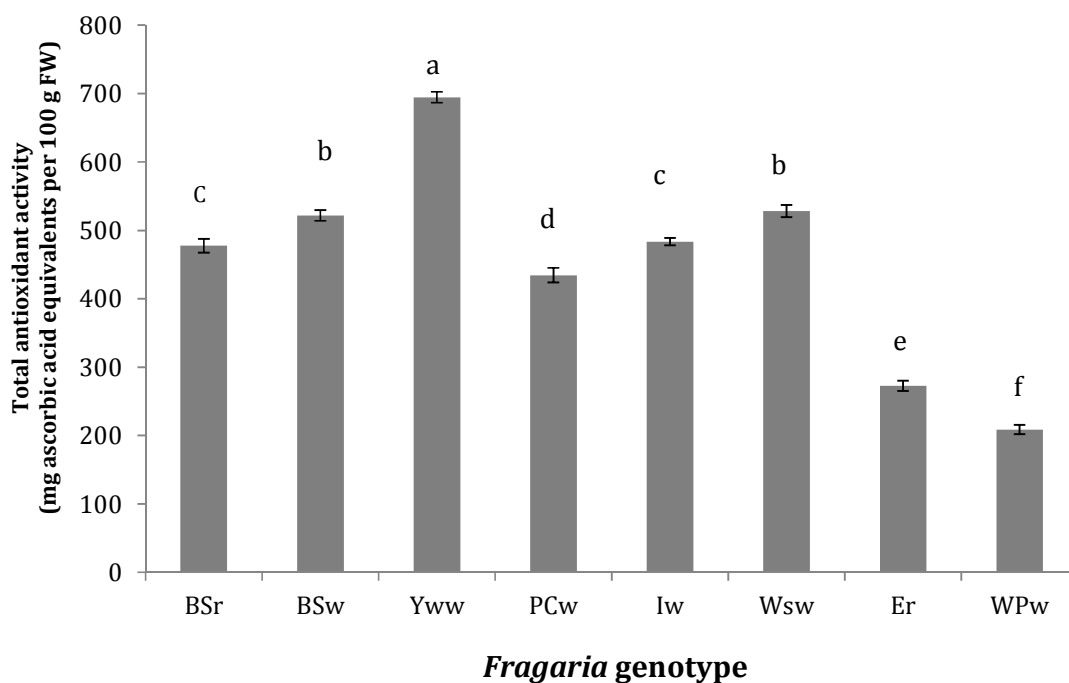 Total antioxidant activity
(mg ascorbic acid equivalents per 100 g FW)
800
700
600
500
400
300
200
100
0
C
b
a
d
c
b
e
f
BSr
BSw
Yww
PCw
Iw
Wsw
Er
WPw
Fragaria genotype